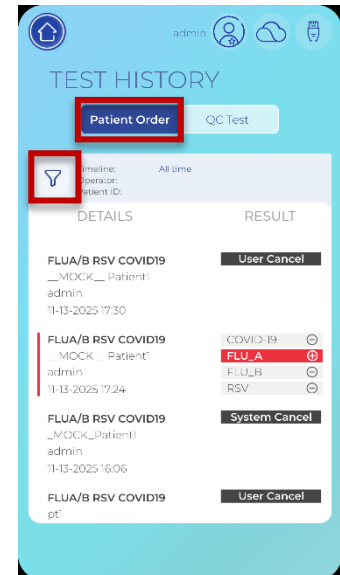 admin
TEST HISTORY
Patient Order QC Test
Timeline: All time
Operator:
Patient ID:
DETAILS RESULT
FLUA/B RSV COVID19 User Cancel
__MOCK__ Patient1
admin
11-13-2025 17:30
FLUA/B RSV COVID19 COVID-19
__MOCK__ Patient1 FLU_A
admin FLU_B
11-13-2025 17:24 RSV
FLUA/B RSV COVID19 System Cancel
_MOCK_Patient1
admin
11-13-2025 16:06
FLUA/B RSV COVID19 User Cancel
pt1